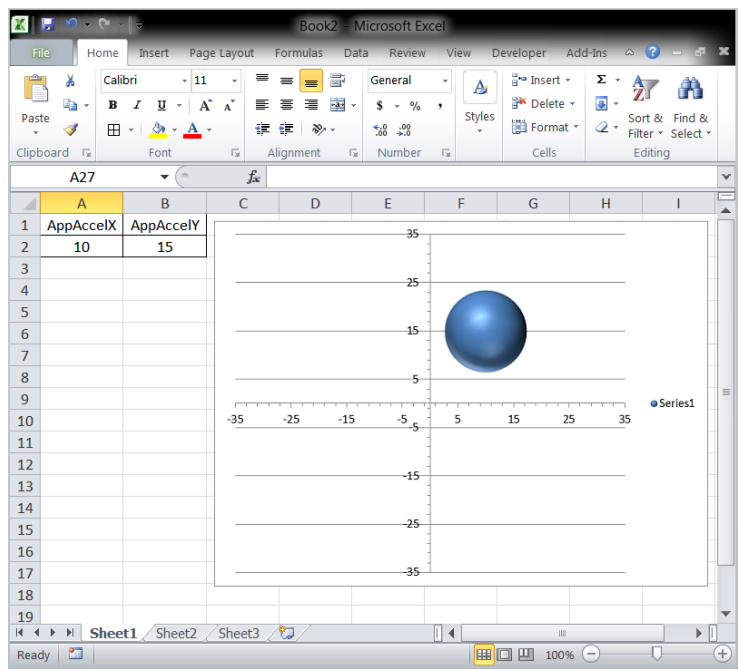 Book2 - Microsoft Excel
File Home Insert Page Layout Formulas Data Review View Developer Add-Ins
Paste
Clipboard
Calibri 11
B I U A A
A
Font
Alignment
General
$ % ,
.00 .00
Number
Styles
Insert
Delete
Format
Cells
Σ
Sort & Filter
Find & Select
Editing
A27 fx
A B C D E F G H I
1 AppAccelX AppAccelY
2 10 15
3
4
5
6
7
8
9
10
11
12
13
14
15
16
17
18
19
35
25
15
5
-35 -25 -15 -5 5 15 25 35
-5
-15
-25
-35
Series1
Sheet1 Sheet2 Sheet3
Ready 100%